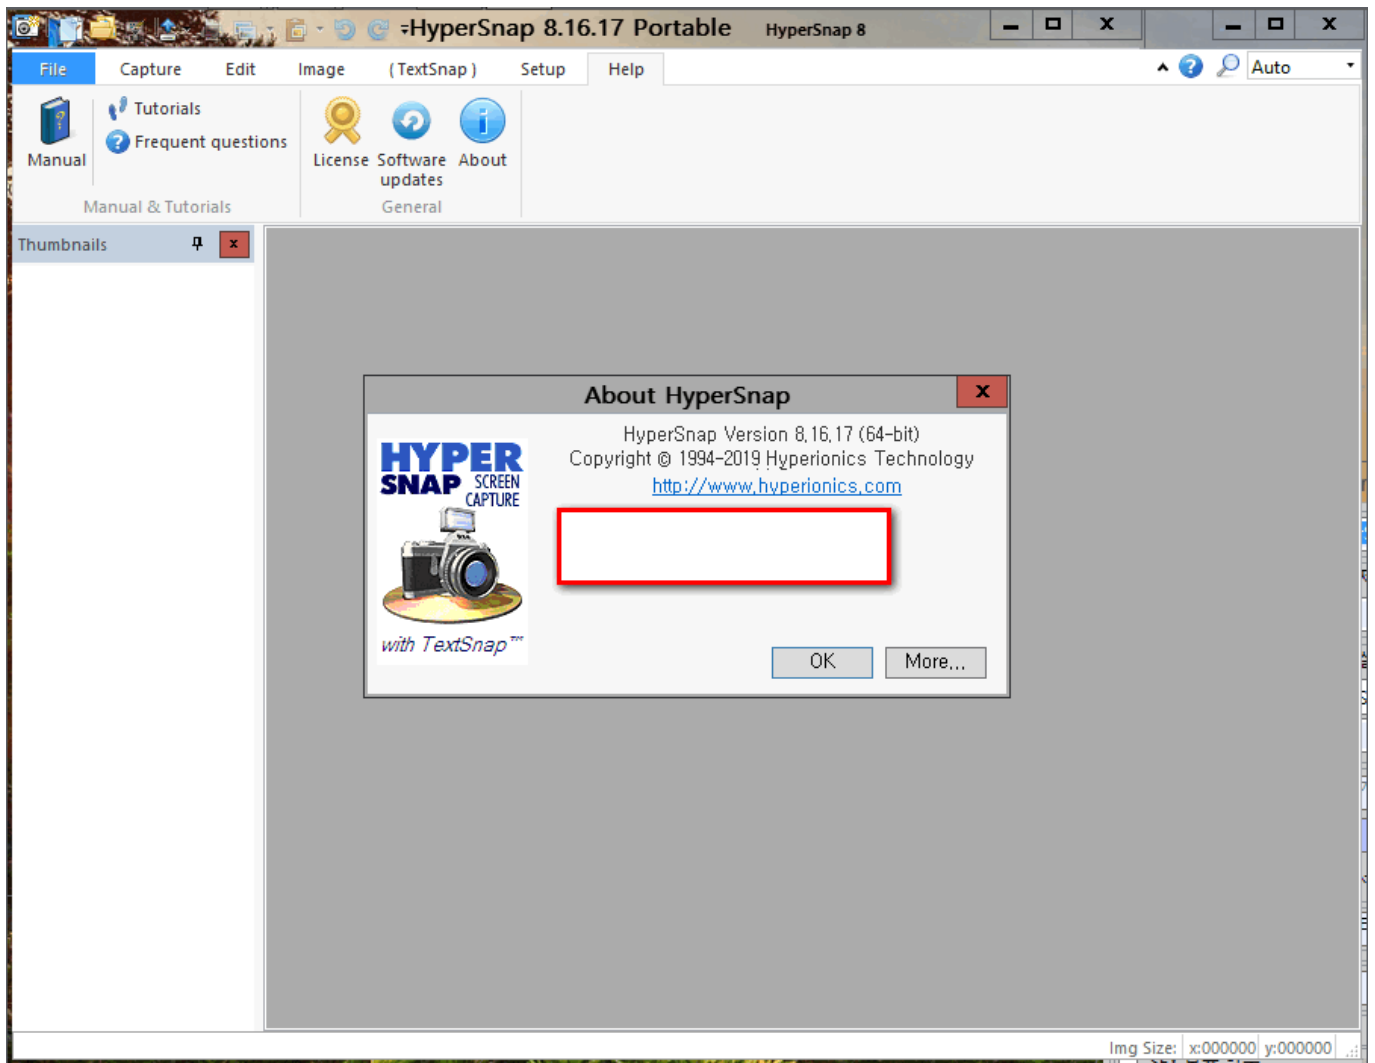 HyperSnap 8.16.17 Portable HyperSnap 8
File Capture Edit Image (TextSnap) Setup Help Auto
Manual
Tutorials
Frequent questions
License
Software updates
About
Manual & Tutorials
General
Thumbnails
About HyperSnap
HYPER
SNAP SCREEN
CAPTURE
with TextSnap™
HyperSnap Version 8.16.17 (64-bit)
Copyright © 1994-2019 Hyperionics Technology
http://www.hyperionics.com
OK More...
Img Size: x:000000 y:000000